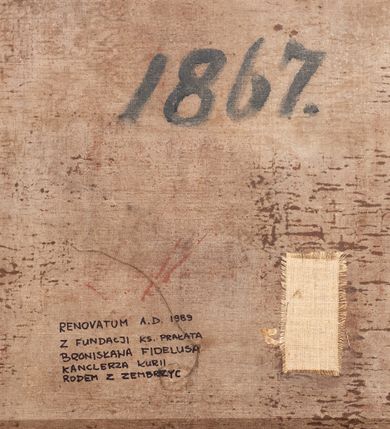 1867.
RENOVATUM A.D. 1989
Z FUNDACJI KS. PRAŁATA
BRONISŁAWA FIDELUSA
KANCLERZA KURII
RODEM Z ZEMBRZYC